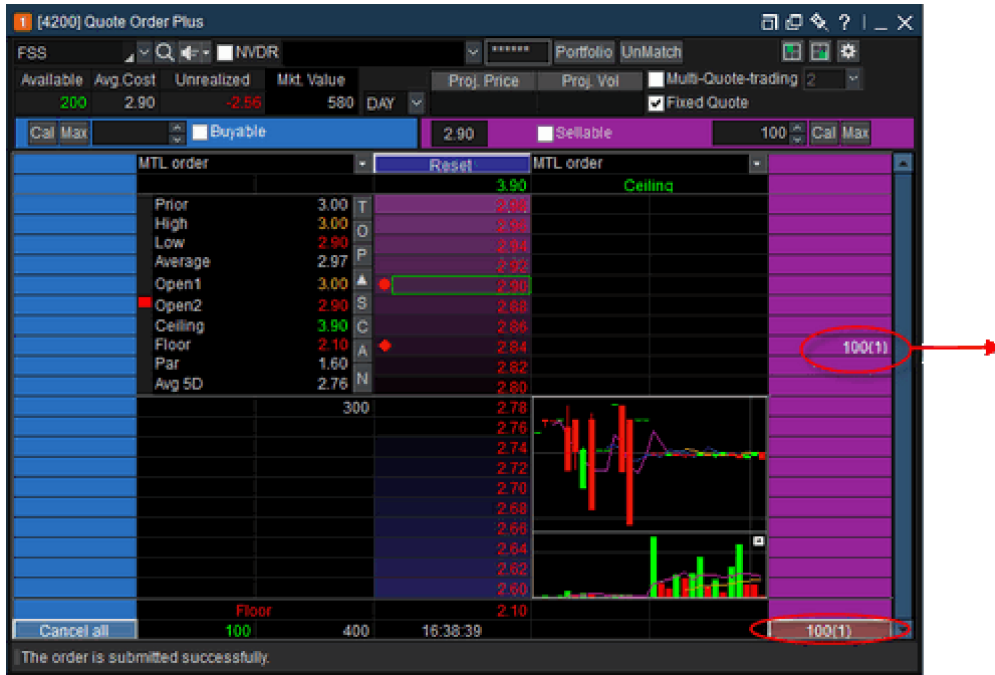 1 [4200] Quote Order Plus ? | _ X
FSS NVDR ****** Portfolio UnMatch
Available Avg.Cost Unrealized Mkt. Value Proj. Price Proj. Vol Multi-Quote-trading 2
200 2.90 -2.56 580 DAY Fixed Quote
Cal Max Buyable 2.90 Sellable 100 Cal Max
MTL order Reset MTL order
3.90 Ceiling
Prior 3.00 T 2.98
High 3.00 O 2.96
Low 2.90 2.94
Average 2.97 P 2.92
Open1 3.00 ▲ 2.90
Open2 2.90 S 2.88
Ceiling 3.90 C 2.86
Floor 2.10 A 2.84 100(1)
Par 1.60 2.82
Avg 5D 2.76 N 2.80
300 2.78
2.76
2.74
2.72
2.70
2.68
2.66
2.64
2.62
2.60
Floor 2.10
Cancel all 100 400 16:38:39 100(1)
The order is submitted successfully.